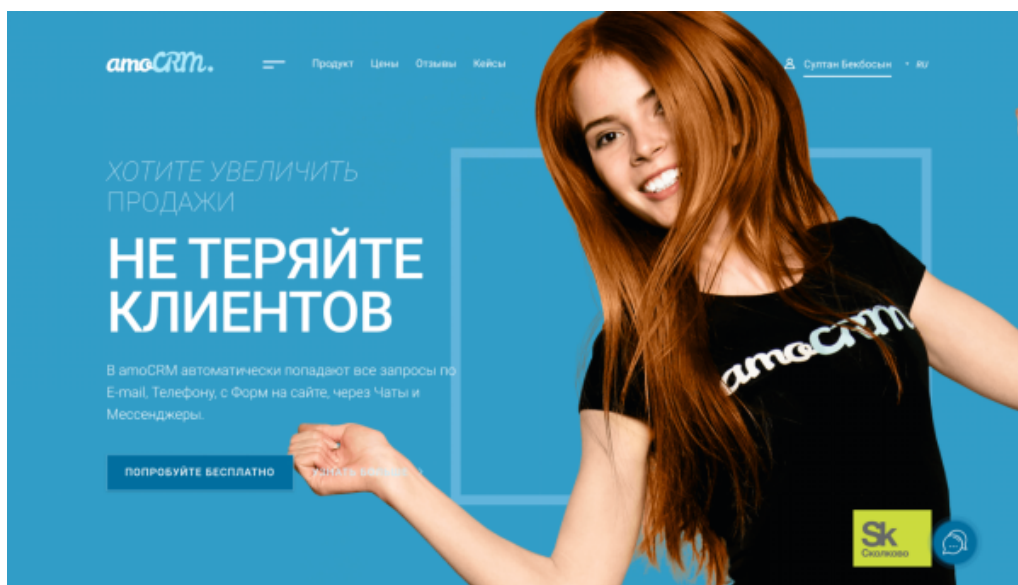 amoCRM.
Продукт Цены Отзывы Кейсы
Султан Бекбосын RU
ХОТИТЕ УВЕЛИЧИТЬ
ПРОДАЖИ
НЕ ТЕРЯЙТЕ
КЛИЕНТОВ
В amoCRM автоматически попадают все запросы по
E-mail, Телефону, с Форм на сайте, через Чаты и
Мессенджеры.
ПОПРОБУЙТЕ БЕСПЛАТНО
amoCRM
Sk
Сколково